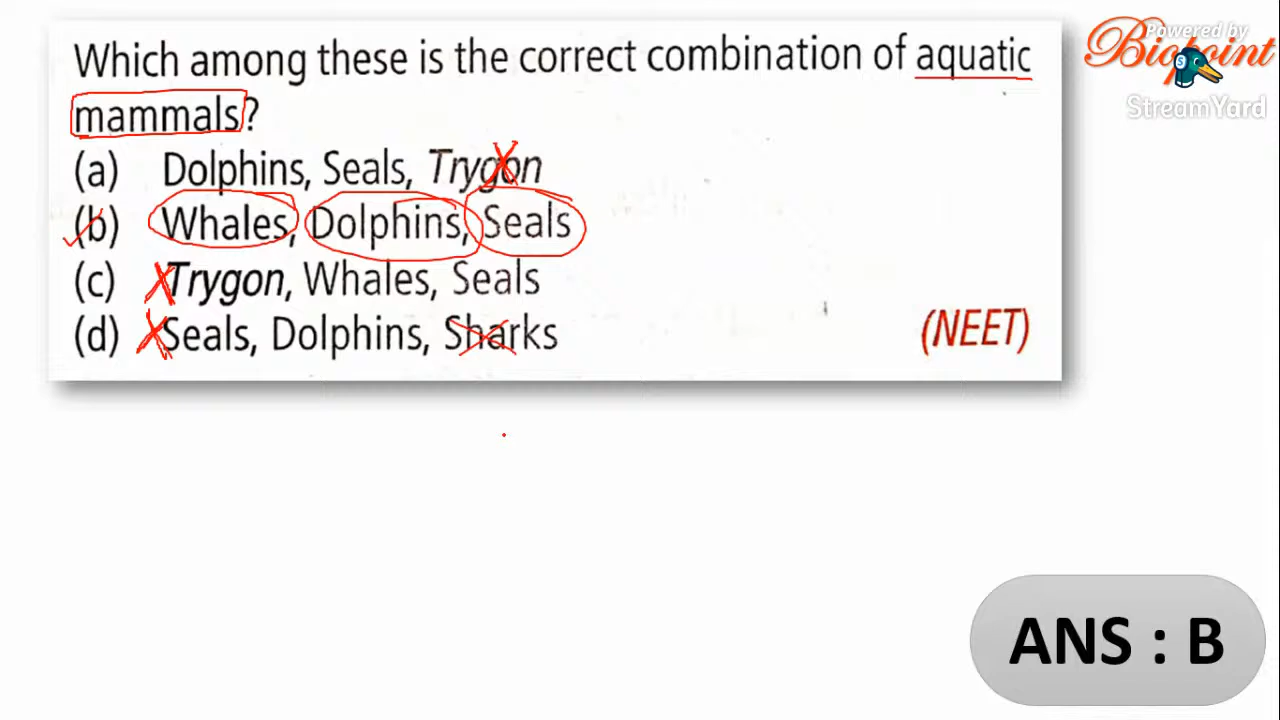 Powered by
Biopoint
StreamYard
Which among these is the correct combination of aquatic
mammals?
(a) Dolphins, Seals, Trygon
(b) Whales, Dolphins, Seals
(c) Trygon, Whales, Seals
(d) Seals, Dolphins, Sharks
(NEET)
ANS : B